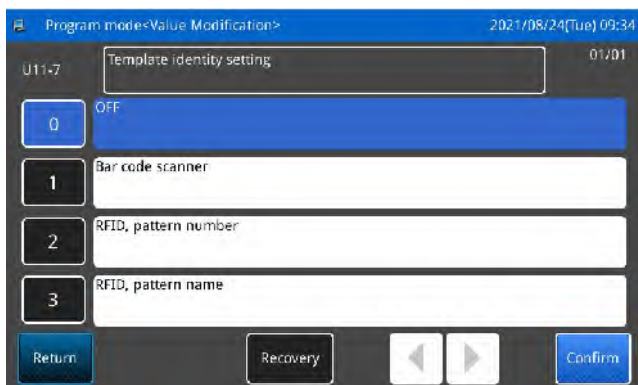 Program mode<Value Modification>
2021/08/24(Tue) 09:34
U11-7
Template identity setting
01/01
0
OFF
1
Bar code scanner
2
RFID, pattern number
3
RFID, pattern name
Return
Recovery
Confirm